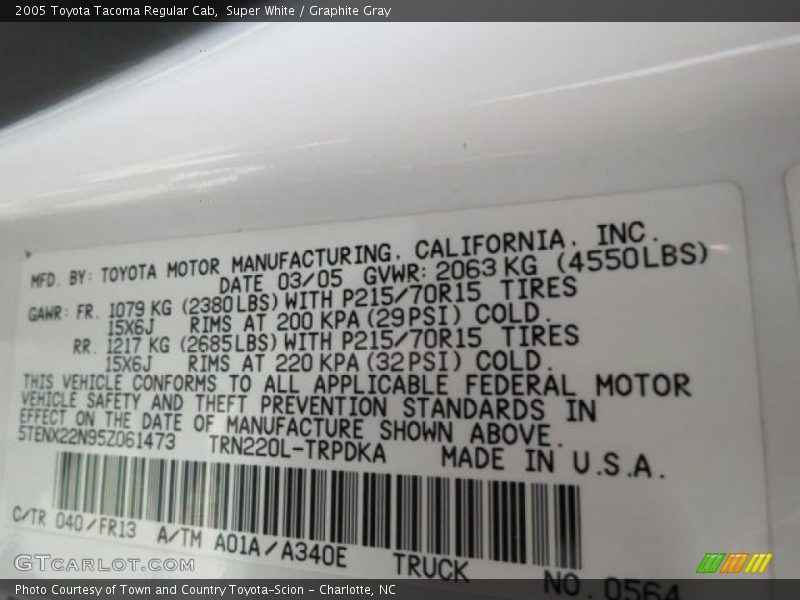 2005 Toyota Tacoma Regular Cab, Super White / Graphite Gray
MFD. BY: TOYOTA MOTOR MANUFACTURING, CALIFORNIA, INC.
DATE 03/05 GVWR: 2063 KG (4550LBS)
GAWR: FR. 1079 KG (2380LBS) WITH P215/70R15 TIRES
15X6J RIMS AT 200 KPA (29PSI) COLD.
RR. 1217 KG (2685LBS) WITH P215/70R15 TIRES
15X6J RIMS AT 220 KPA (32PSI) COLD.
THIS VEHICLE CONFORMS TO ALL APPLICABLE FEDERAL MOTOR
VEHICLE SAFETY AND THEFT PREVENTION STANDARDS IN
EFFECT ON THE DATE OF MANUFACTURE SHOWN ABOVE.
5TENX22N95Z061473 TRN220L-TRPDKA MADE IN U.S.A.
C/TR 040/FR13 A/TM A01A/A340E TRUCK NO. 0564
GTCARLOT.COM
Photo Courtesy of Town and Country Toyota-Scion - Charlotte, NC